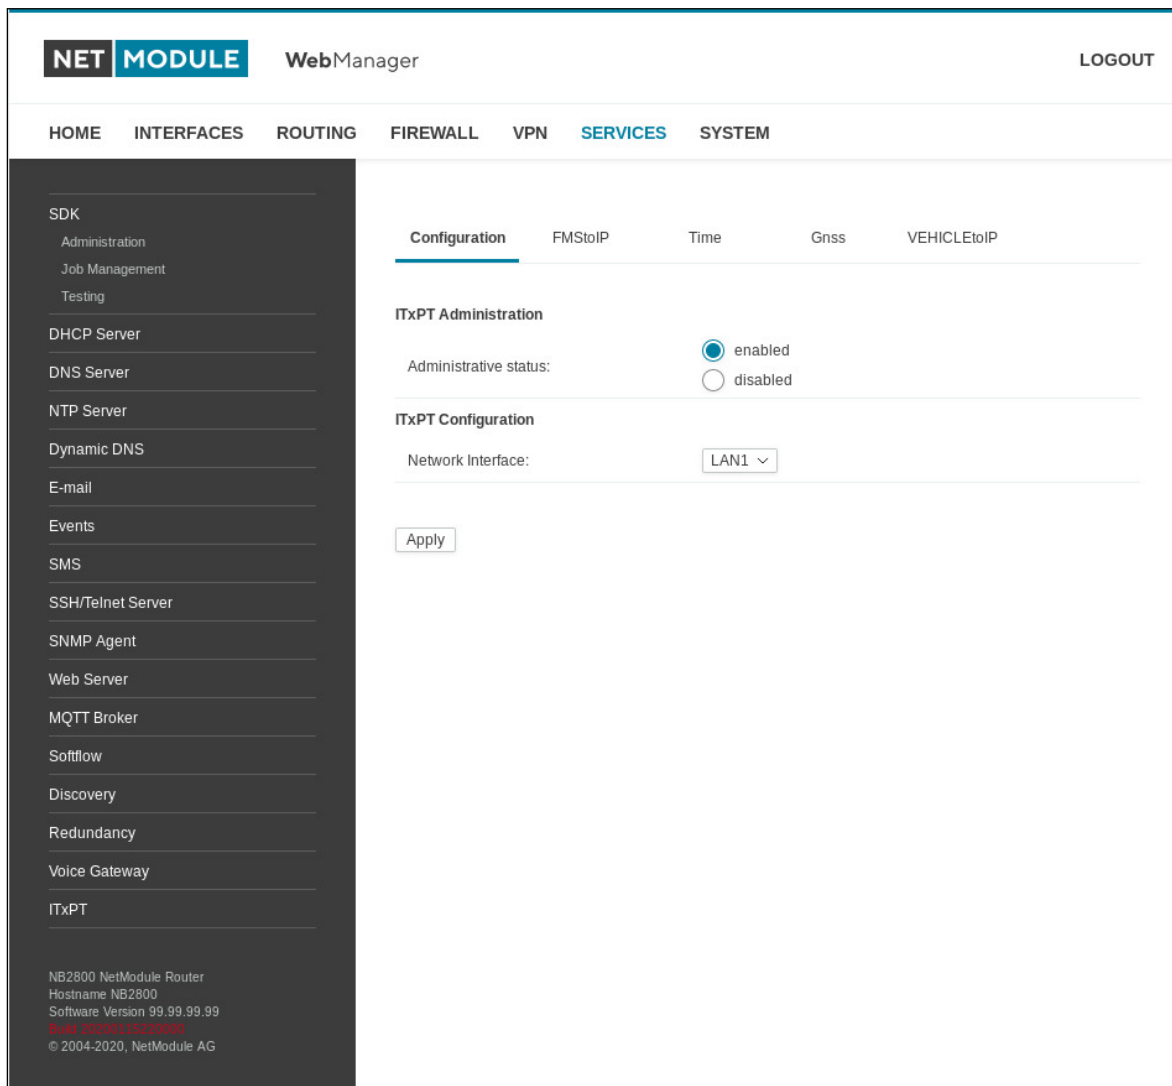 NET MODULE WebManager LOGOUT
HOME INTERFACES ROUTING FIREWALL VPN SERVICES SYSTEM
SDK
Administration
Job Management
Testing
DHCP Server
DNS Server
NTP Server
Dynamic DNS
E-mail
Events
SMS
SSH/Telnet Server
SNMP Agent
Web Server
MQTT Broker
Softflow
Discovery
Redundancy
Voice Gateway
ITxPT
NB2800 NetModule Router
Hostname NB2800
Software Version 99.99.99.99
Build
© 2004-2020, NetModule AG
Configuration FMStoIP Time Gnss VEHICLEtoIP
ITxPT Administration
Administrative status:
enabled
disabled
ITxPT Configuration
Network Interface: LAN1
Apply